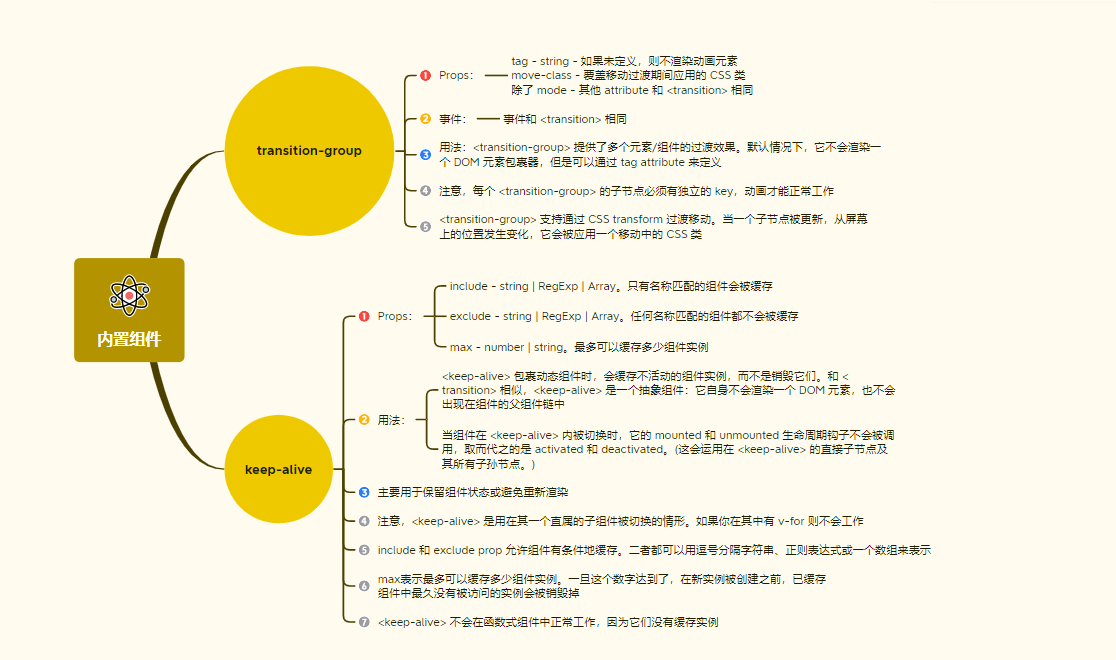 内置组件
transition-group
1 Props：
tag - string - 如果未定义，则不渲染动画元素
move-class - 覆盖移动过渡期间应用的 CSS 类
除了 mode - 其他 attribute 和 <transition> 相同
2 事件：
事件和 <transition> 相同
3 用法：<transition-group> 提供了多个元素/组件的过渡效果。默认情况下，它不会渲染一
个 DOM 元素包裹器，但是可以通过 tag attribute 来定义
4 注意，每个 <transition-group> 的子节点必须有独立的 key，动画才能正常工作
5 <transition-group> 支持通过 CSS transform 过渡移动。当一个子节点被更新，从屏幕
上的位置发生变化，它会被应用一个移动中的 CSS 类
keep-alive
1 Props：
include - string | RegExp | Array。只有名称匹配的组件会被缓存
exclude - string | RegExp | Array。任何名称匹配的组件都不会被缓存
max - number | string。最多可以缓存多少组件实例
2 用法：
<keep-alive> 包裹动态组件时，会缓存不活动的组件实例，而不是销毁它们。和 <
transition> 相似，<keep-alive> 是一个抽象组件：它自身不会渲染一个 DOM 元素，也不会
出现在组件的父组件链中
当组件在 <keep-alive> 内被切换时，它的 mounted 和 unmounted 生命周期钩子不会被调
用，取而代之的是 activated 和 deactivated。(这会运用在 <keep-alive> 的直接子节点及
其所有子孙节点。)
3 主要用于保留组件状态或避免重新渲染
4 注意，<keep-alive> 是用在其一个直属的子组件被切换的情形。如果你在其中有 v-for 则不会工作
5 include 和 exclude prop 允许组件有条件地缓存。二者都可以用逗号分隔字符串、正则表达式或一个数组来表示
6 max表示最多可以缓存多少组件实例。一旦这个数字达到了，在新实例被创建之前，已缓存
组件中最久没有被访问的实例会被销毁掉
7 <keep-alive> 不会在函数式组件中正常工作，因为它们没有缓存实例